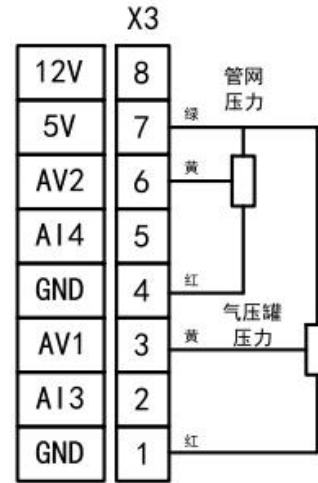 X3
12V 8 管网
压力
5V 7 绿
AV2 6 黄
AI4 5
GND 4 红
气压罐
压力
AV1 3 黄
AI3 2
GND 1 红